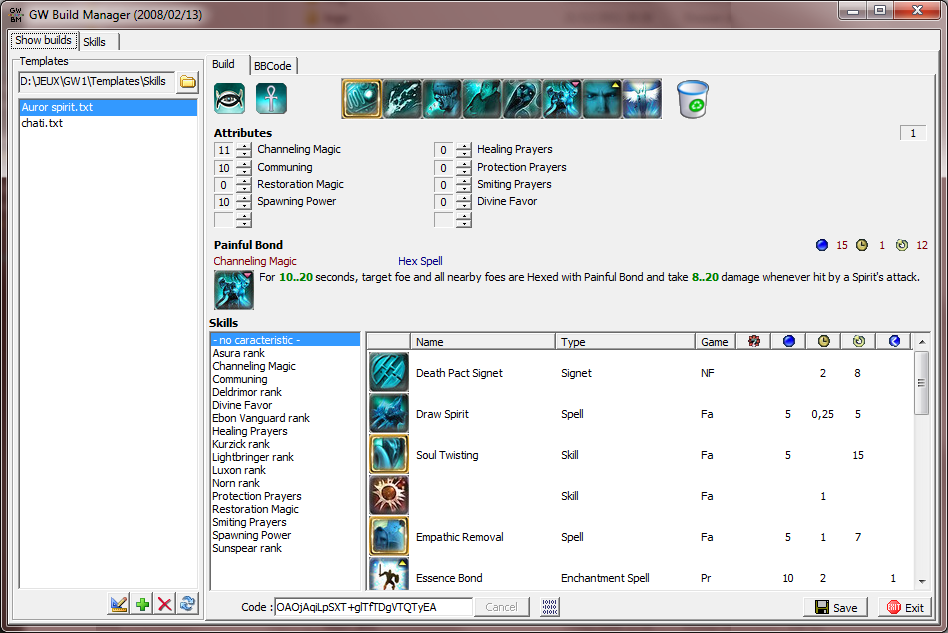 GW BM GW Build Manager (2008/02/13)
Show builds Skills
Templates
D:\JEUX\GW1\Templates\Skills
Auror spirit.txt
chati.txt
Build BBCode
Attributes
1
11 Channeling Magic 0 Healing Prayers
10 Communing 0 Protection Prayers
0 Restoration Magic 0 Smiting Prayers
10 Spawning Power 0 Divine Favor
Painful Bond 15 1 12
Channeling Magic Hex Spell
For 10..20 seconds, target foe and all nearby foes are Hexed with Painful Bond and take 8..20 damage whenever hit by a Spirit's attack.
Skills
- no caracteristic -
Asura rank
Channeling Magic
Communing
Deldrimor rank
Divine Favor
Ebon Vanguard rank
Healing Prayers
Kurzick rank
Lightbringer rank
Luxon rank
Norn rank
Protection Prayers
Restoration Magic
Smiting Prayers
Spawning Power
Sunspear rank
Name Type Game
Death Pact Signet Signet NF 2 8
Draw Spirit Spell Fa 5 0,25 5
Soul Twisting Skill Fa 5 15
Skill Fa 1
Empathic Removal Spell Fa 5 1 7
Essence Bond Enchantment Spell Pr 10 2 1
Code : OAOjAqiLpSXT+glTfTDgVTQTyEA Cancel Save EXIT Exit